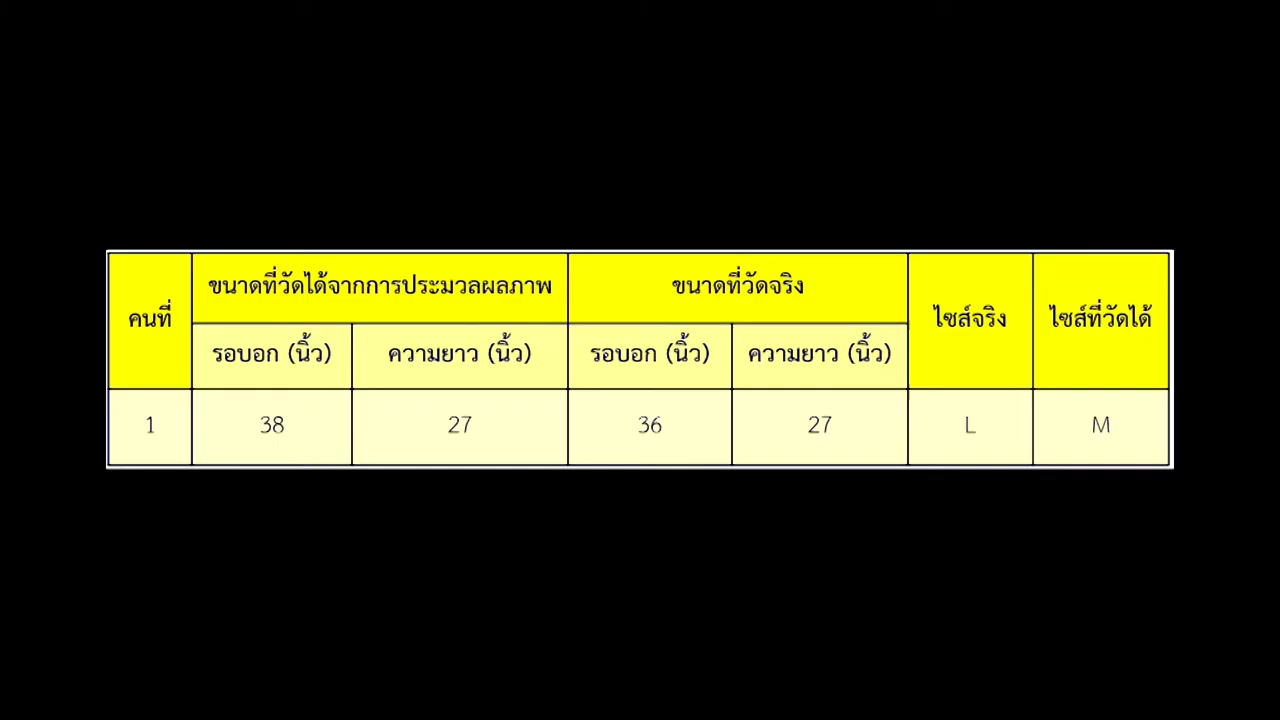 คนที่ ขนาดที่วัดได้จากการประมวลผลภาพ ขนาดที่วัดจริง ไซส์จริง ไซส์ที่วัดได้
รอบอก (นิ้ว) ความยาว (นิ้ว) รอบอก (นิ้ว) ความยาว (นิ้ว)
1 38 27 36 27 L M